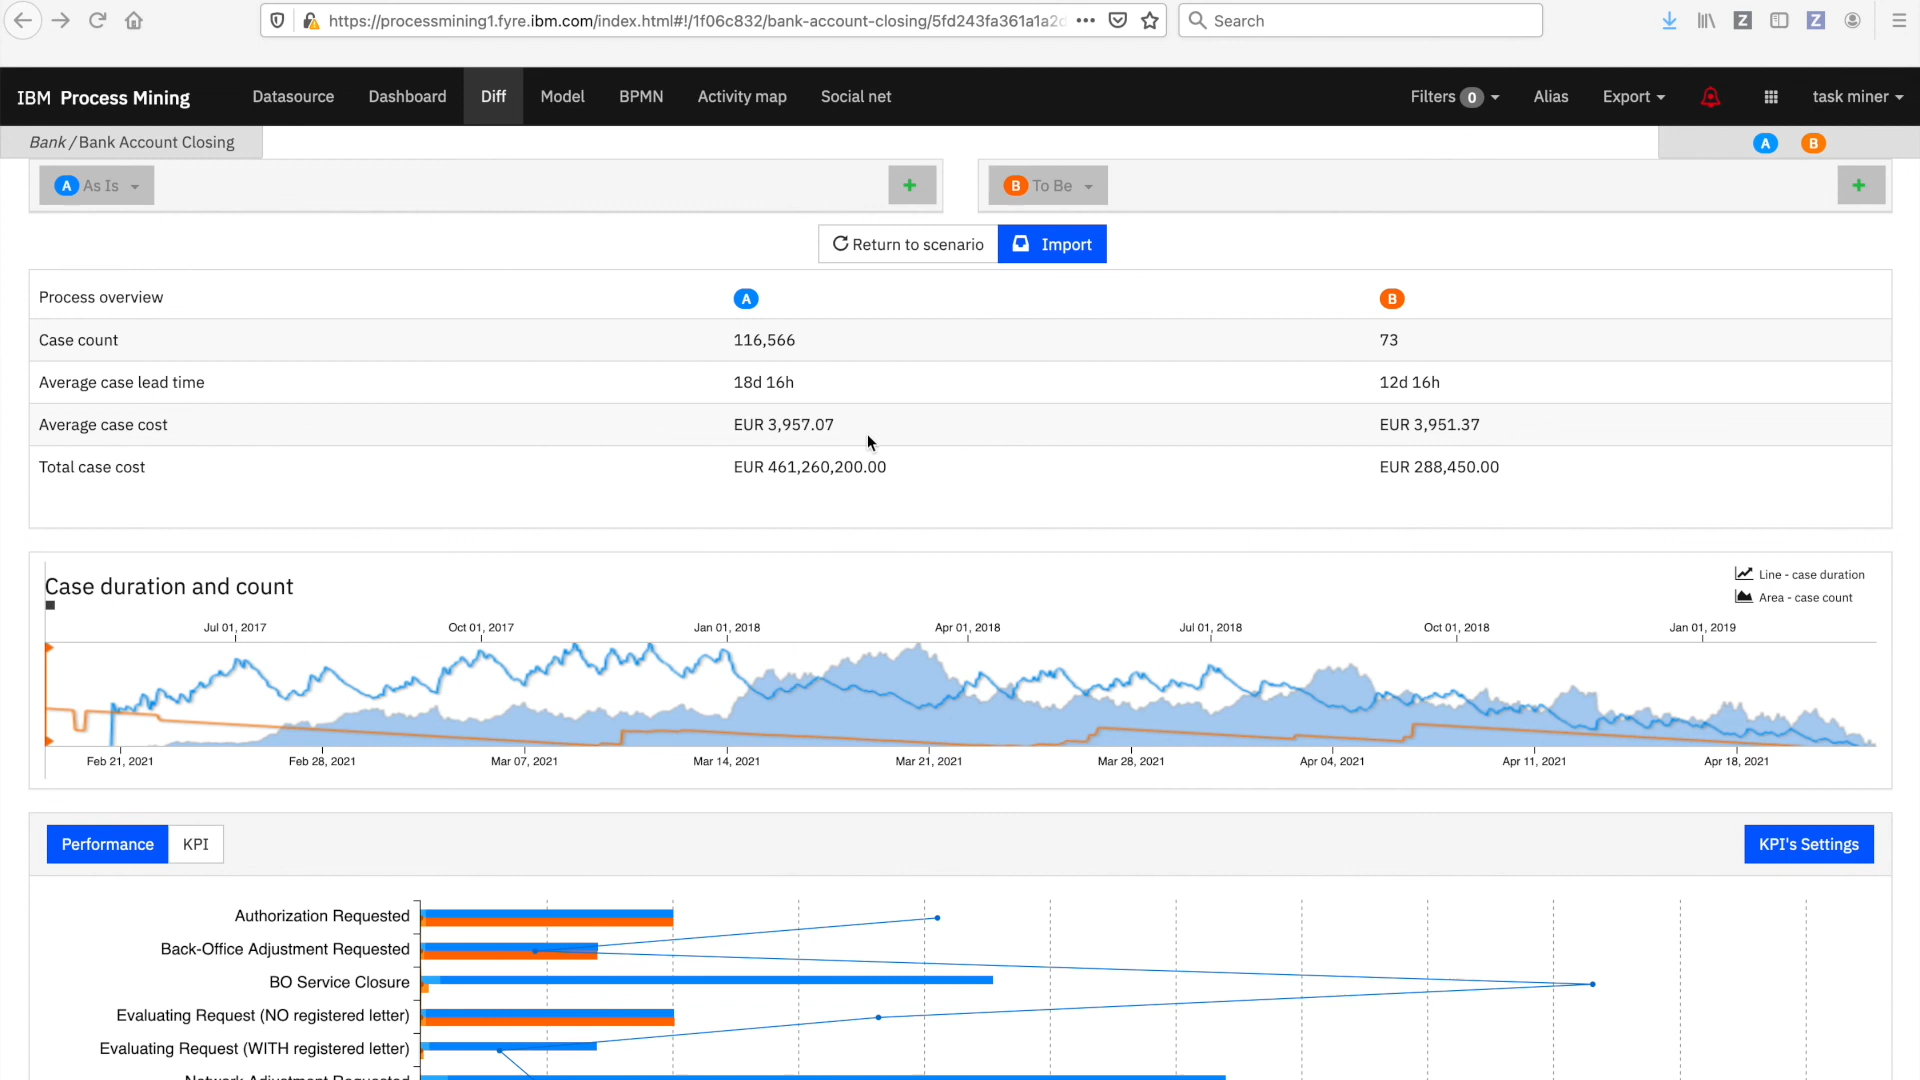 https://processmining1.fyre.ibm.com/index.html#!/1f06c832/bank-account-closing/5fd243fa361a1a2
Search
IBM Process Mining
Datasource
Dashboard
Diff
Model
BPMN
Activity map
Social net
Filters 0
Alias
Export
task miner
Bank / Bank Account Closing
A
B
A As Is
+
B To Be
+
Return to scenario
Import
Process overview A B
Case count 116,566 73
Average case lead time 18d 16h 12d 16h
Average case cost EUR 3,957.07 EUR 3,951.37
Total case cost EUR 461,260,200.00 EUR 288,450.00
Case duration and count
Line - case duration
Area - case count
Jul 01, 2017 Oct 01, 2017 Jan 01, 2018 Apr 01, 2018 Jul 01, 2018 Oct 01, 2018 Jan 01, 2019
Feb 21, 2021 Feb 28, 2021 Mar 07, 2021 Mar 14, 2021 Mar 21, 2021 Mar 28, 2021 Apr 04, 2021 Apr 11, 2021 Apr 18, 2021
Performance
KPI
KPI's Settings
Authorization Requested
Back-Office Adjustment Requested
BO Service Closure
Evaluating Request (NO registered letter)
Evaluating Request (WITH registered letter)
Network Adjustment Requested